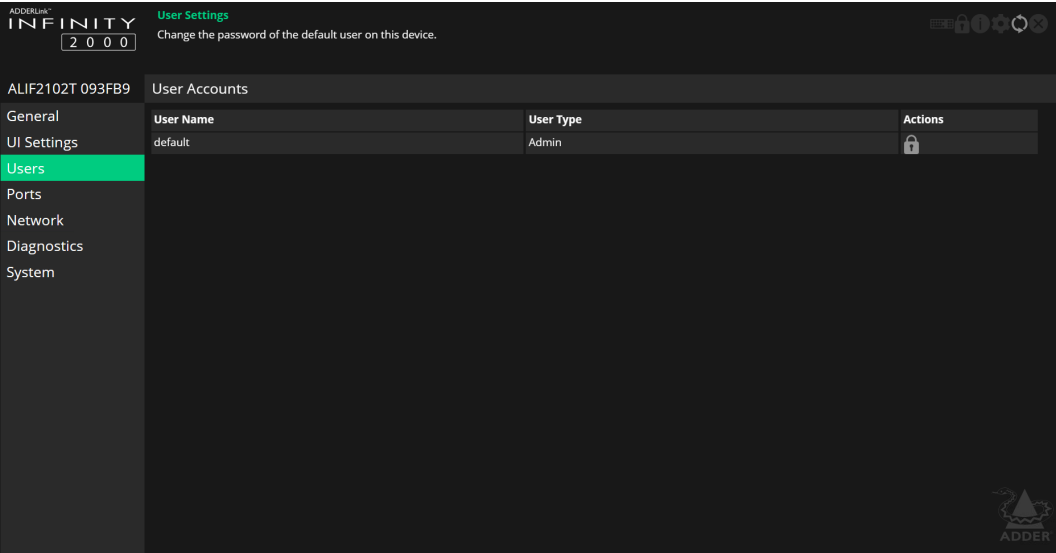 ADDERLink™
INFINITY
2000
User Settings
Change the password of the default user on this device.
ALIF2102T 093FB9
User Accounts
General
UI Settings
Users
Ports
Network
Diagnostics
System
User Name User Type Actions
default Admin
ADDER